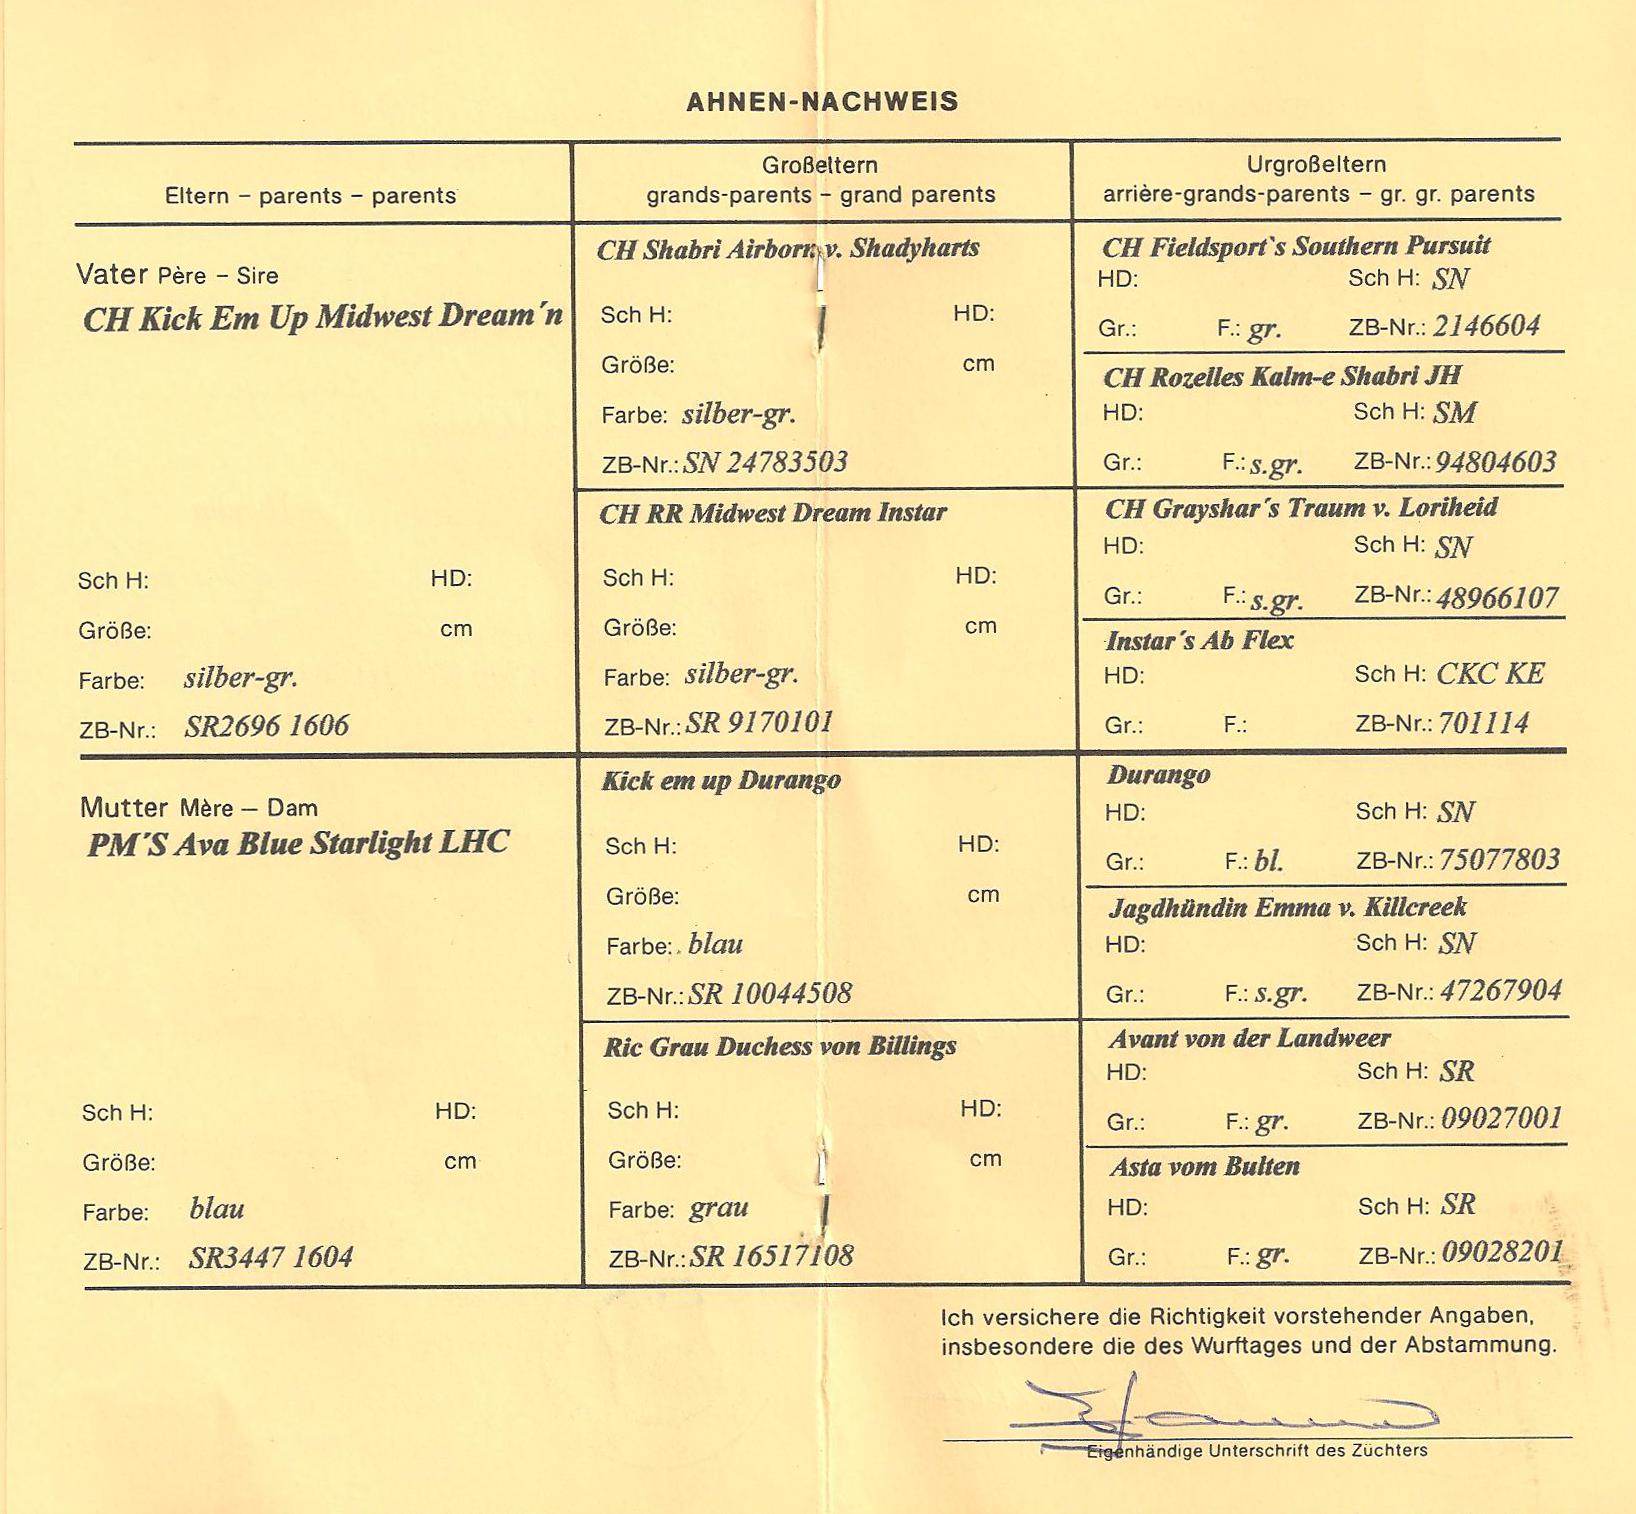 AHNEN-NACHWEIS
Eltern – parents – parents
Großeltern
grands-parents – grand parents
Urgroßeltern
arrière-grands-parents – gr. gr. parents
Vater Père – Sire
CH Kick Em Up Midwest Dream´n
Sch H: HD:
Größe: cm
Farbe: silber-gr.
ZB-Nr.: SR2696 1606
Mutter Mère – Dam
PM´S Ava Blue Starlight LHC
Sch H: HD:
Größe: cm
Farbe: blau
ZB-Nr.: SR3447 1604
CH Shabri Airborn v. Shadyharts
Sch H: HD:
Größe: cm
Farbe: silber-gr.
ZB-Nr.: SN 24783503
CH RR Midwest Dream Instar
Sch H: HD:
Größe: cm
Farbe: silber-gr.
ZB-Nr.: SR 9170101
Kick em up Durango
Sch H: HD:
Größe: cm
Farbe: blau
ZB-Nr.: SR 10044508
Ric Grau Duchess von Billings
Sch H: HD:
Größe: cm
Farbe: grau
ZB-Nr.: SR 16517108
CH Fieldsport`s Southern Pursuit
HD: Sch H: SN
Gr.: F.: gr. ZB-Nr.: 2146604
CH Rozelles Kalm-e Shabri JH
HD: Sch H: SM
Gr.: F.: s.gr. ZB-Nr.: 94804603
CH Grayshar´s Traum v. Loriheid
HD: Sch H: SN
Gr.: F.: s.gr. ZB-Nr.: 48966107
Instar´s Ab Flex
HD: Sch H: CKC KE
Gr.: F.: ZB-Nr.: 701114
Durango
HD: Sch H: SN
Gr.: F.: bl. ZB-Nr.: 75077803
Jagdhündin Emma v. Killcreek
HD: Sch H: SN
Gr.: F.: s.gr. ZB-Nr.: 47267904
Avant von der Landweer
HD: Sch H: SR
Gr.: F.: gr. ZB-Nr.: 09027001
Asta vom Bulten
HD: Sch H: SR
Gr.: F.: gr. ZB-Nr.: 09028201
Ich versichere die Richtigkeit vorstehender Angaben,
insbesondere die des Wurftages und der Abstammung.
Eigenhändige Unterschrift des Züchters